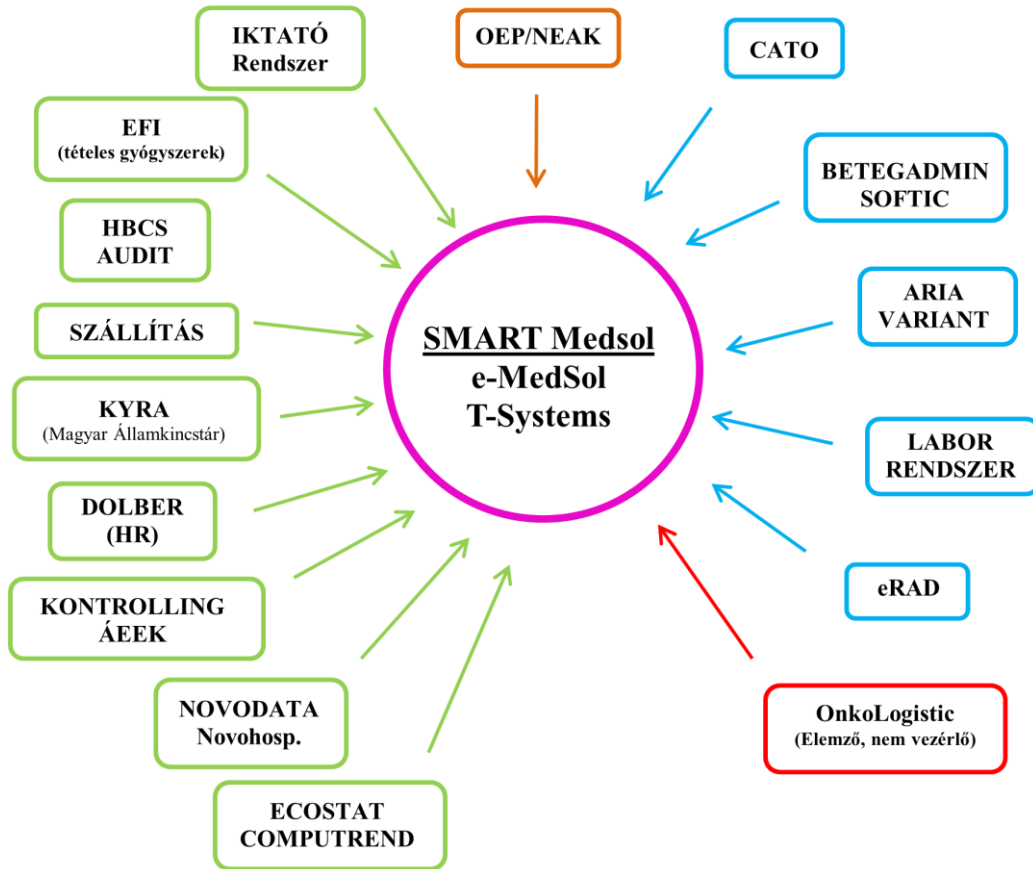 IKTATÓ
Rendszer
OEP/NEAK
CATO
EFI
(tételes gyógyszerek)
BETEGADMIN
SOFTIC
HBCS
AUDIT
ARIA
VARIANT
SZÁLLÍTÁS
SMART Medsol
e-MedSol
T-Systems
KYRA
(Magyar Államkincstár)
LABOR
RENDSZER
DOLBER
(HR)
eRAD
KONTROLLING
ÁEEK
NOVODATA
Novohosp.
OnkoLogistic
(Elemző, nem vezérlő)
ECOSTAT
COMPUTREND